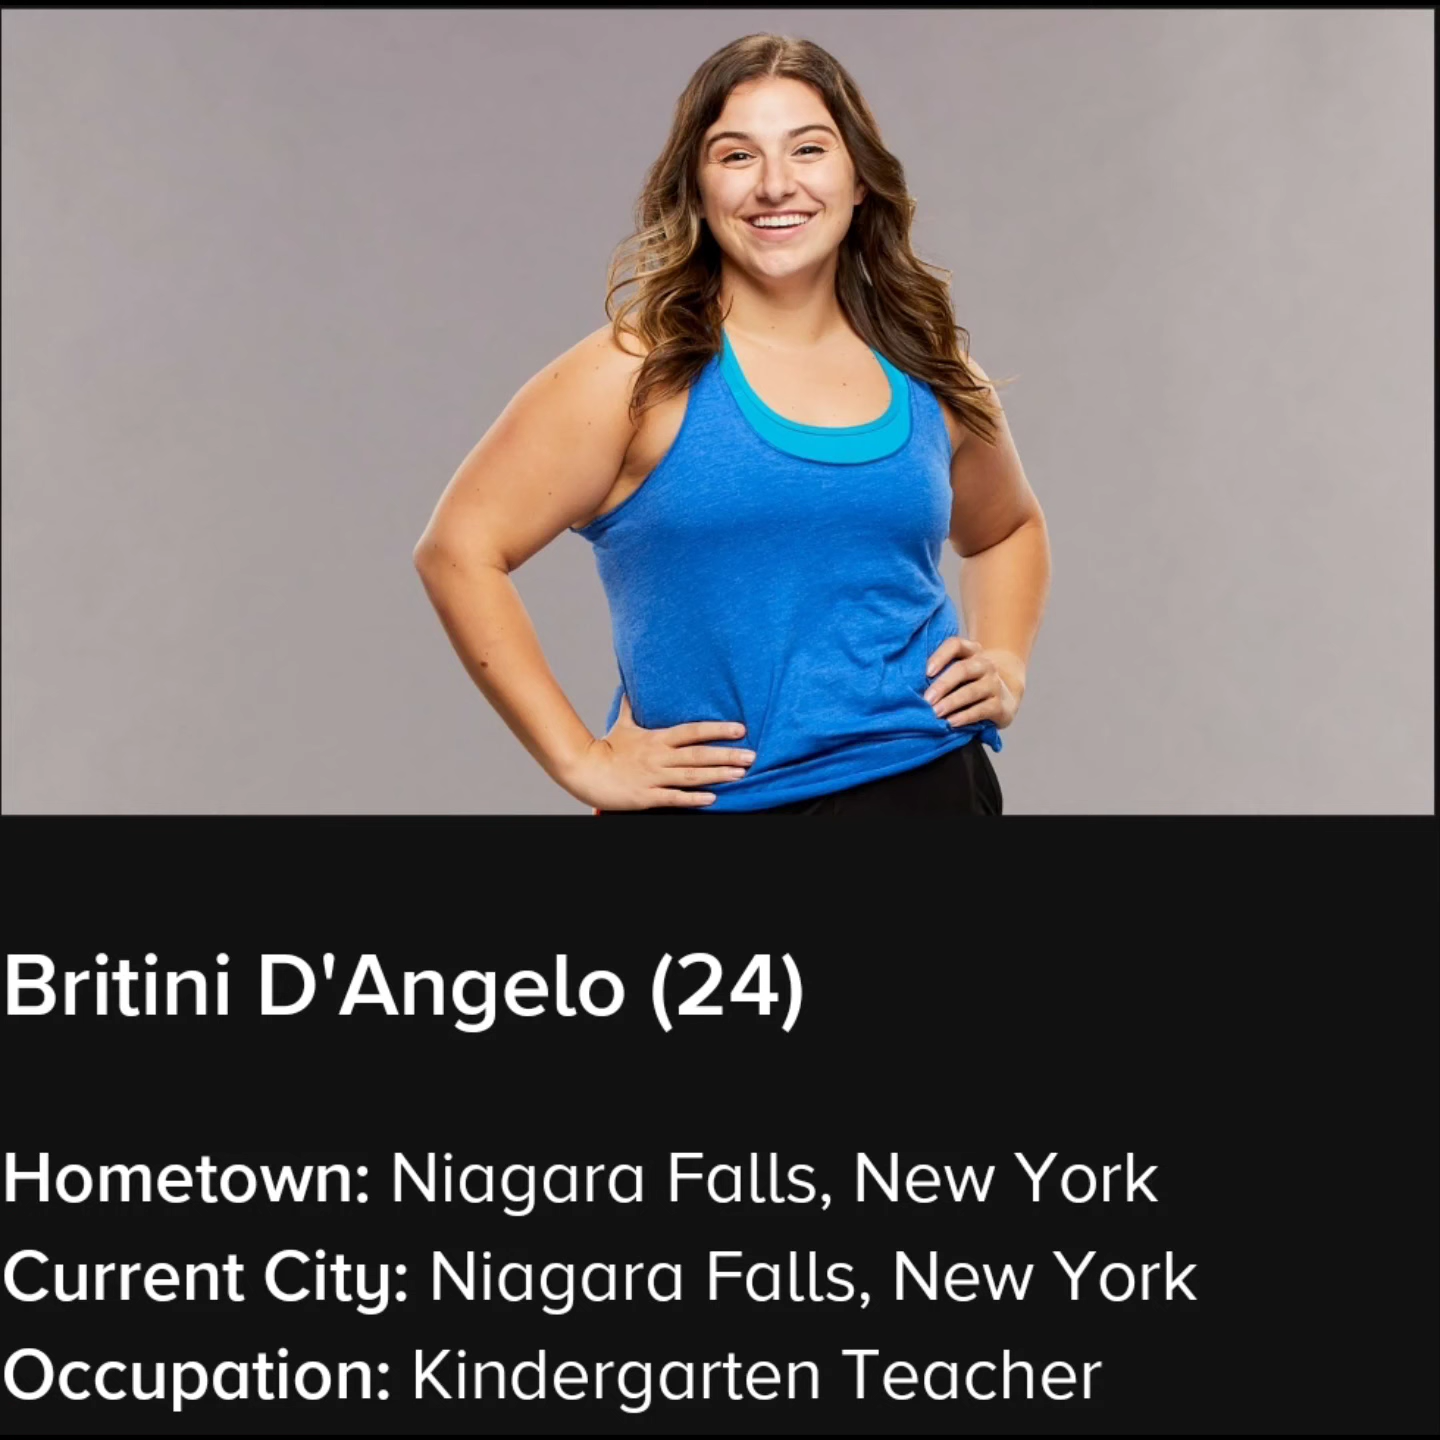 Britini D'Angelo (24)
Hometown: Niagara Falls, New York
Current City: Niagara Falls, New York
Occupation: Kindergarten Teacher